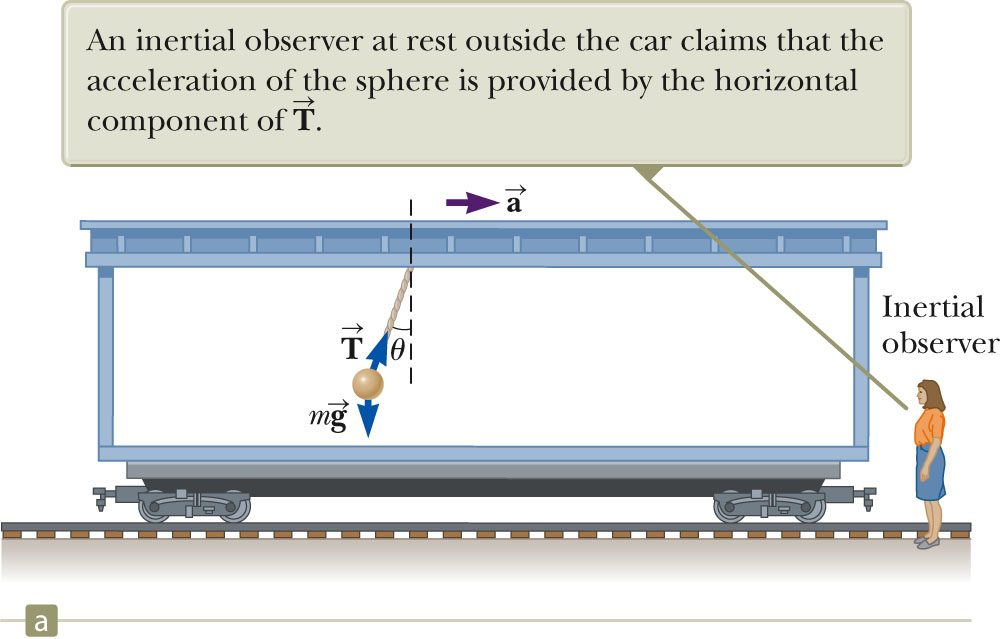 An inertial observer at rest outside the car claims that the
acceleration of the sphere is provided by the horizontal
component of T⃗.
a⃗
Inertial
observer
T⃗
θ
mg⃗
a